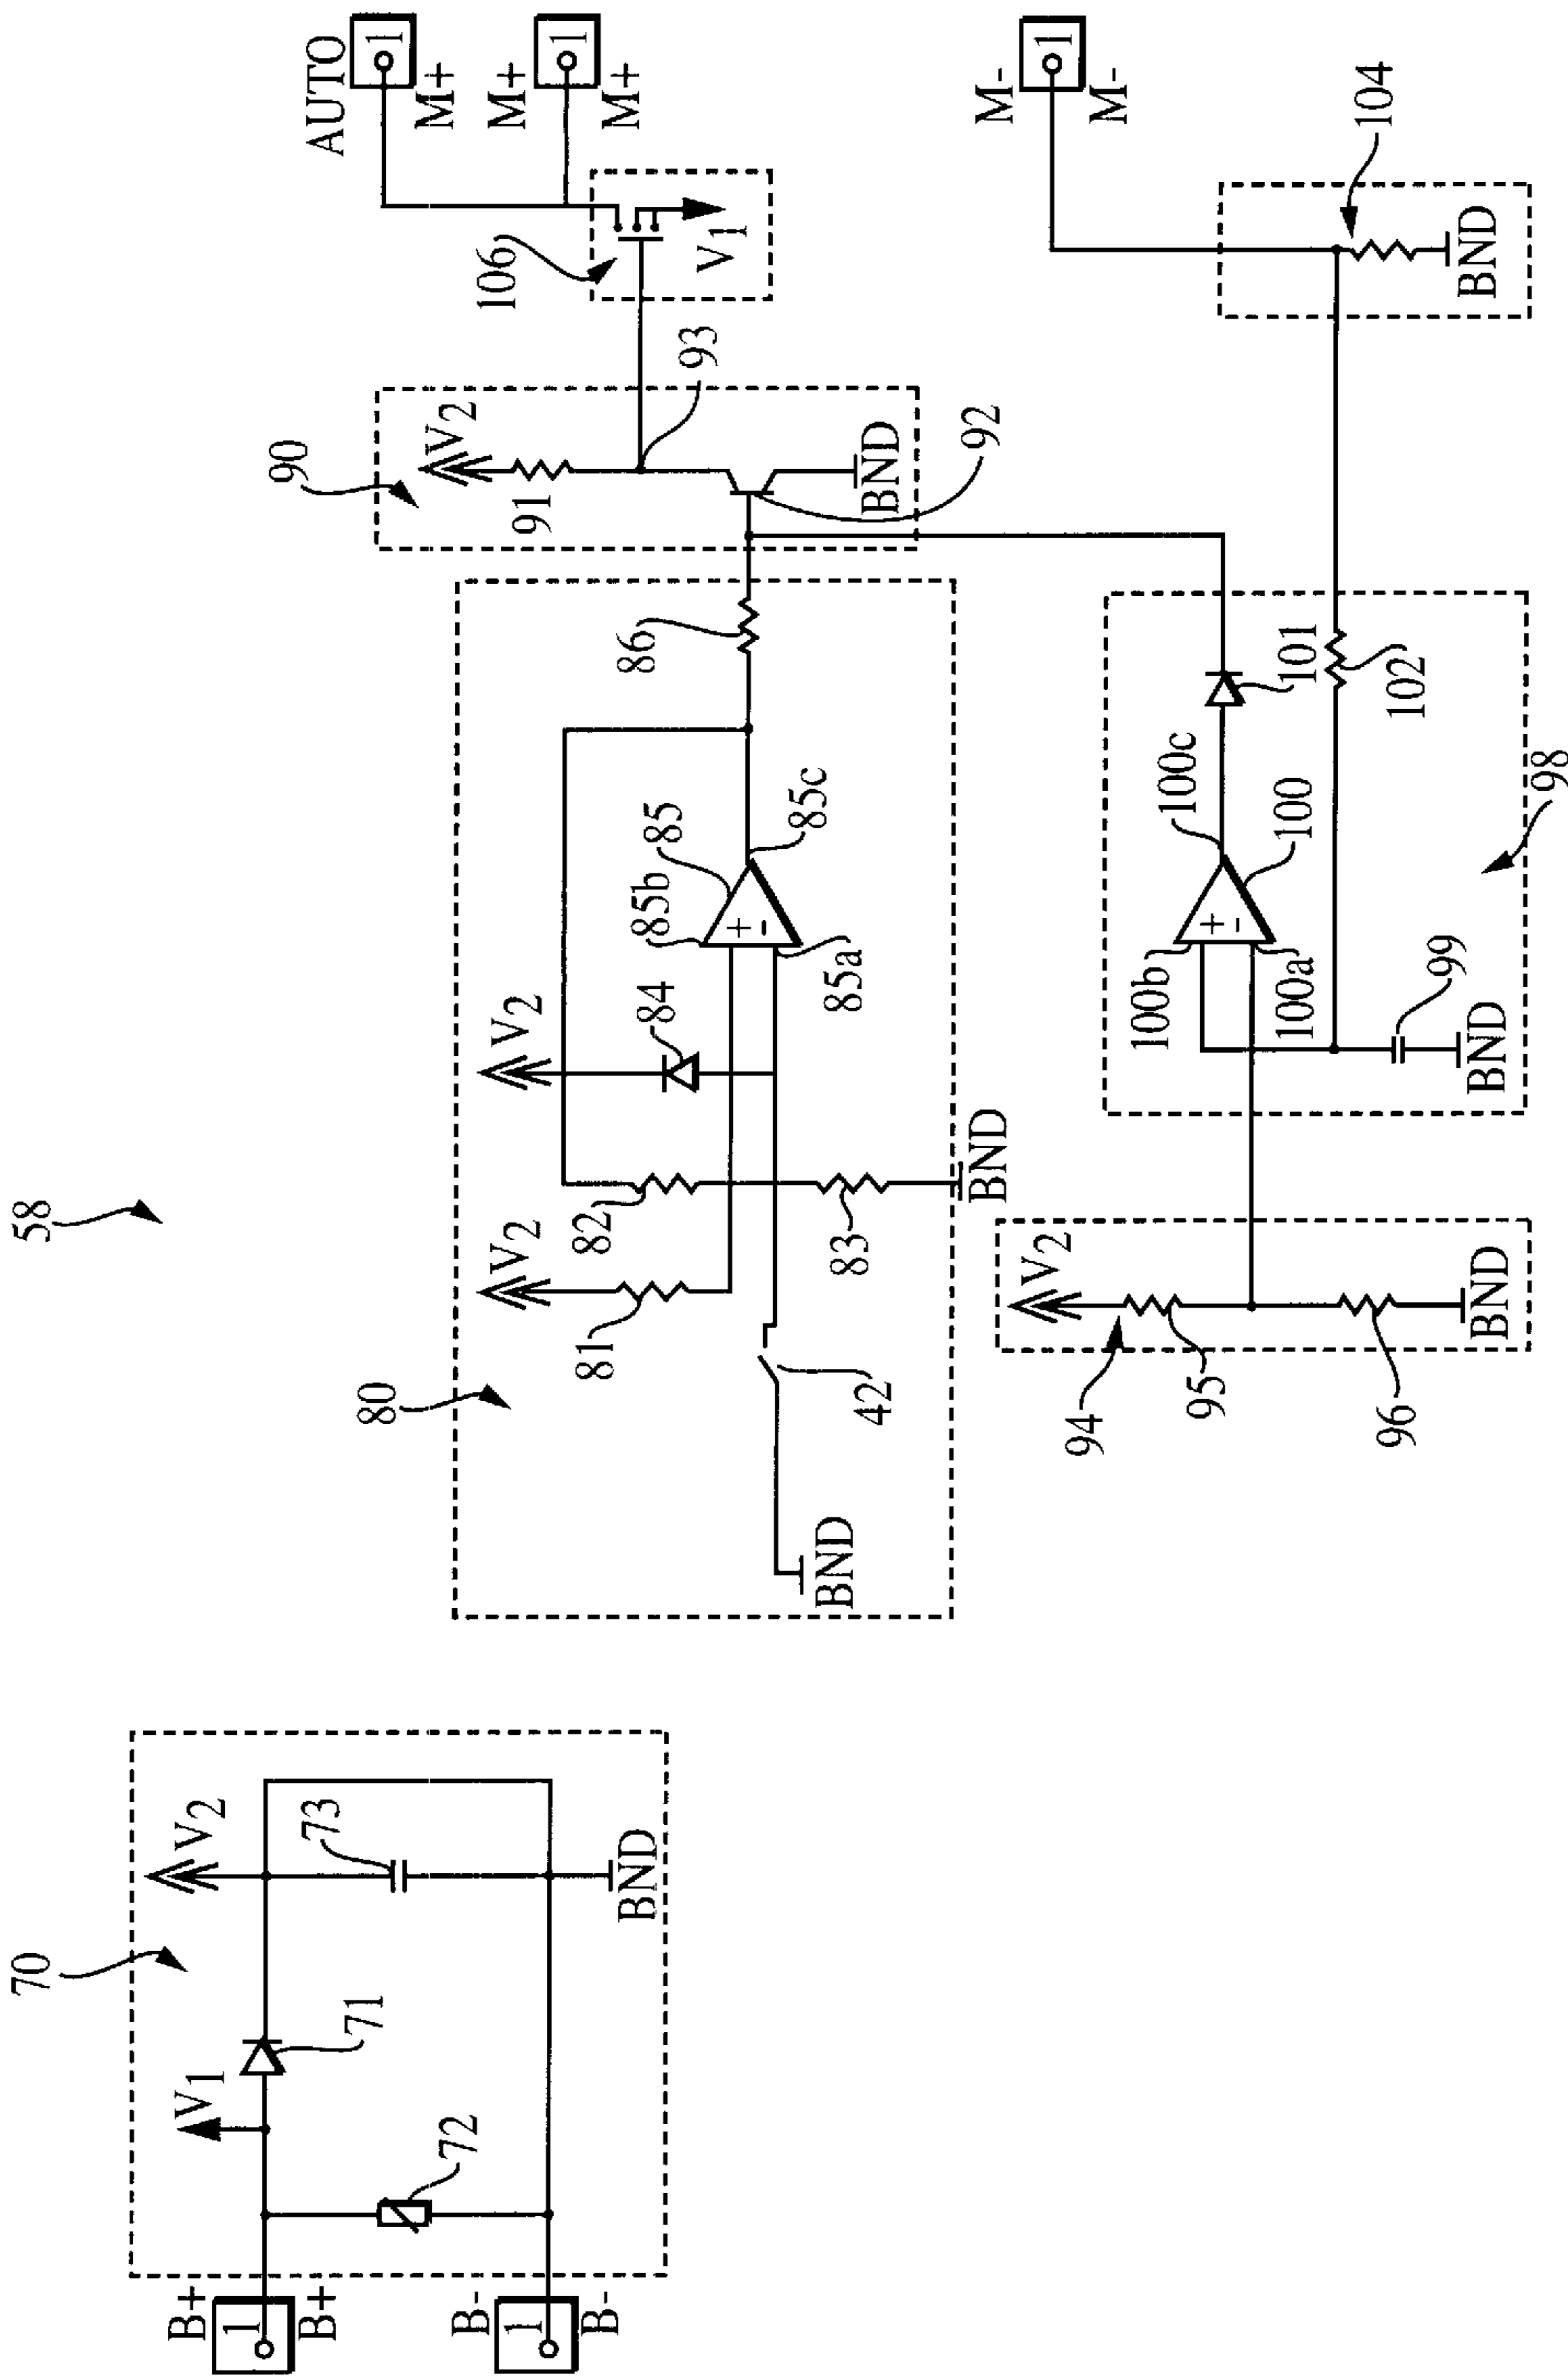 58
70
B+
1
B+
V1
71
72
V2
73
BND
B-
1
B-
80
V2
81
82
83
BND
V2
84
85b
85
85a
85c
+
-
86
42
BND
90
V2
91
93
92
BND
106
V1
AUTO
1
M+
M+
1
M+
M-
1
M-
104
BND
94
V2
95
96
BND
98
100b
100a
100c
100
+
-
99
BND
101
102